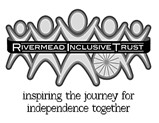 RIVERMEAD INCLUSIVE TRUST
inspiring the journey for
independence together